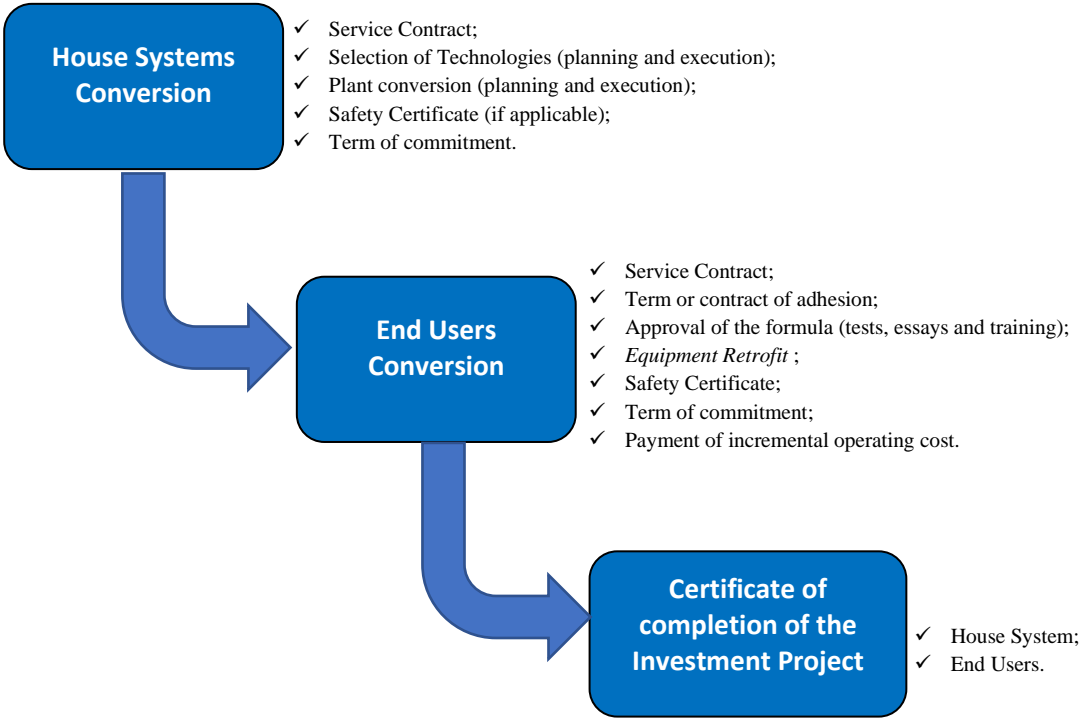 House Systems
Conversion
✓ Service Contract;
✓ Selection of Technologies (planning and execution);
✓ Plant conversion (planning and execution);
✓ Safety Certificate (if applicable);
✓ Term of commitment.
End Users
Conversion
✓ Service Contract;
✓ Term or contract of adhesion;
✓ Approval of the formula (tests, essays and training);
✓ Equipment Retrofit ;
✓ Safety Certificate;
✓ Term of commitment;
✓ Payment of incremental operating cost.
Certificate of
completion of the
Investment Project
✓ House System;
✓ End Users.